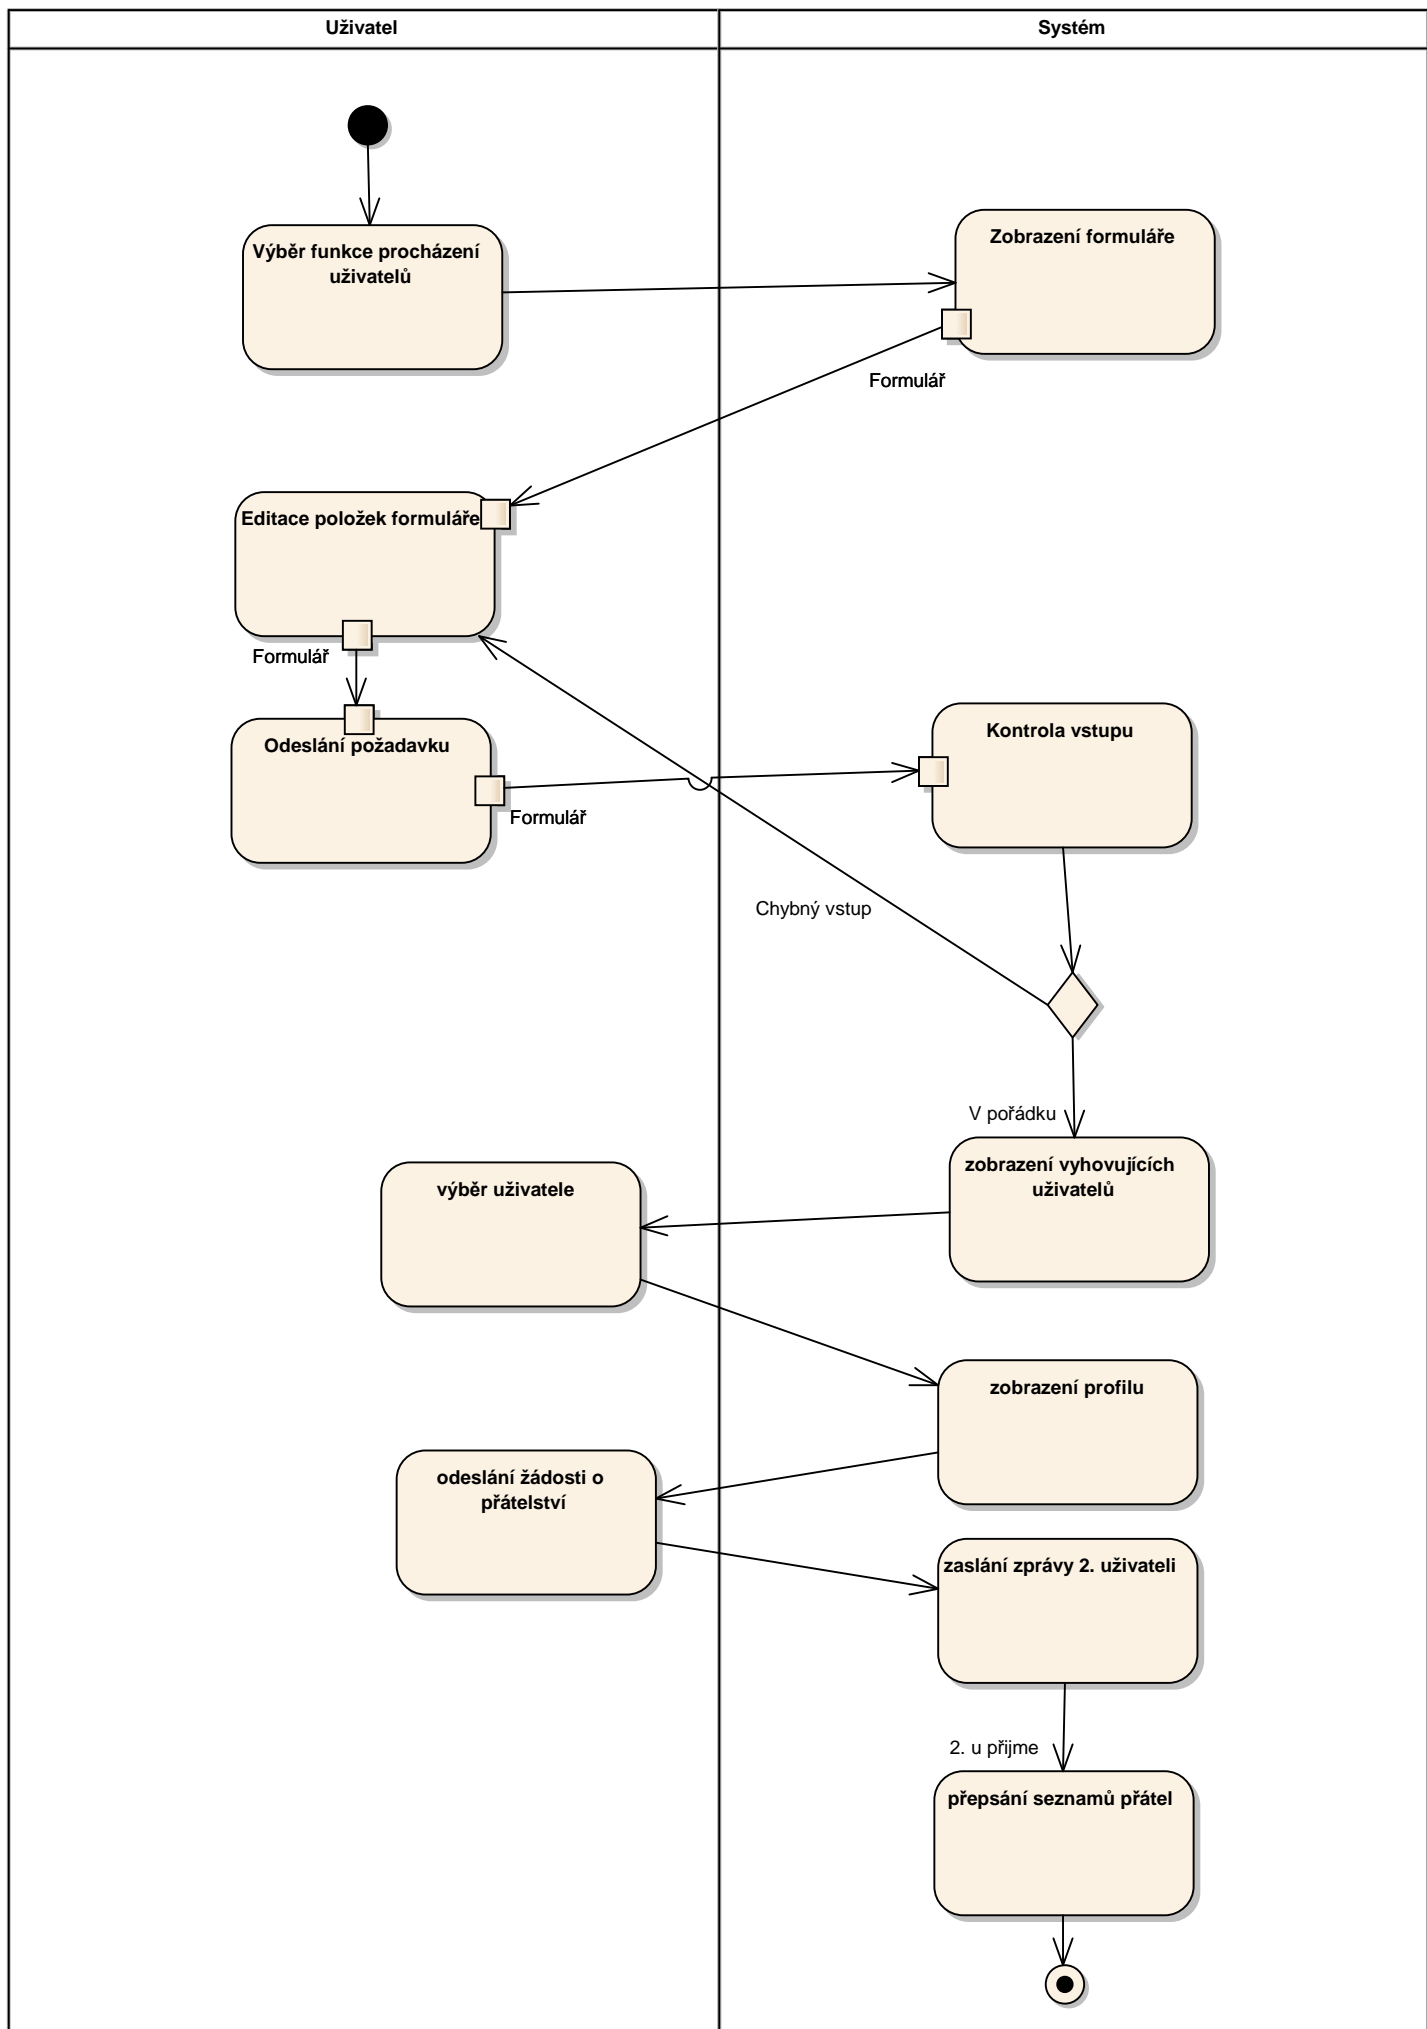 Uživatel
Systém
Výběr funkce procházení
uživatelů
Zobrazení formuláře
Formulář
Editace položek formuláře
Formulář
Odeslání požadavku
Formulář
Kontrola vstupu
Chybný vstup
V pořádku
zobrazení vyhovujících
uživatelů
výběr uživatele
zobrazení profilu
odeslání žádosti o
přátelství
zaslání zprávy 2. uživateli
2. u přijme
přepsání seznamů přátel